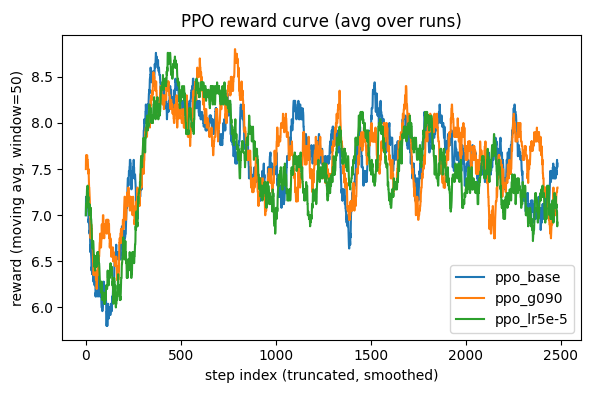 PPO reward curve (avg over runs)
reward (moving avg, window=50)
8.5
8.0
7.5
7.0
6.5
6.0
0
500
1000
1500
2000
2500
step index (truncated, smoothed)
ppo_base
ppo_g090
ppo_lr5e-5